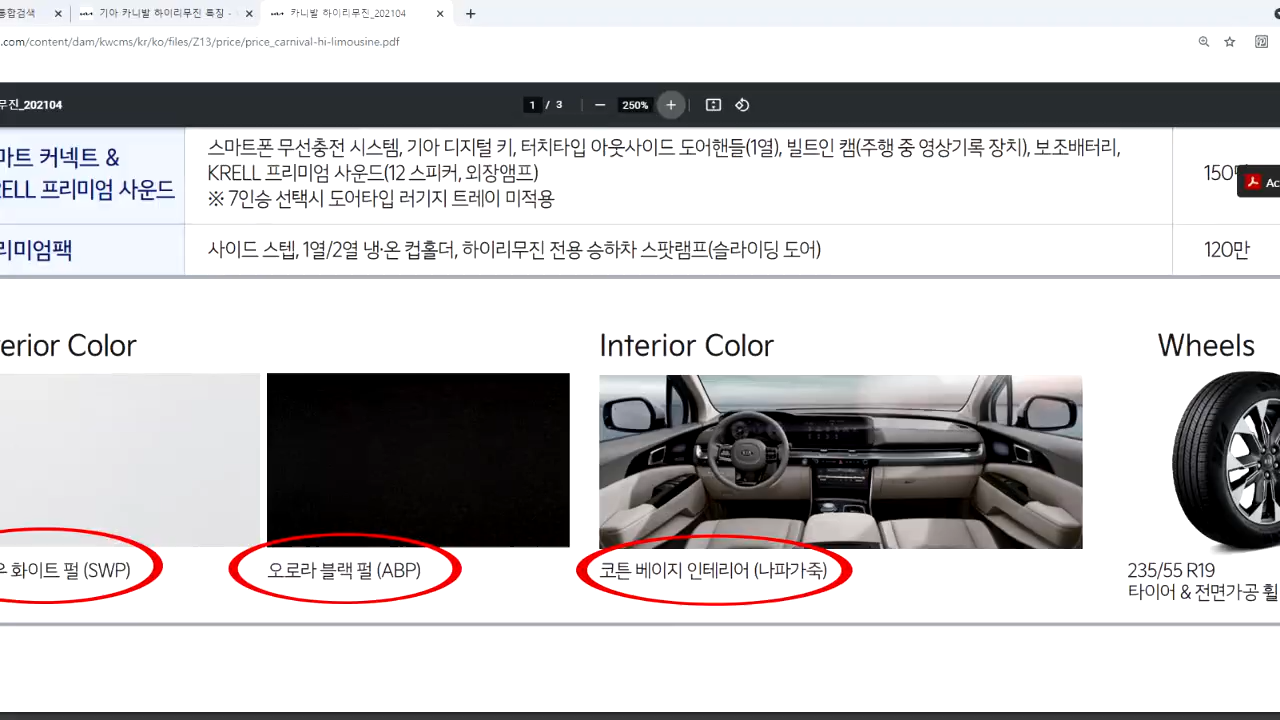 통합검색
기아 카니발 하이리무진 특징 -
카니발 하이리무진_202104
.com/content/dam/kwcms/kr/ko/files/Z13/price/price_carnival-hi-limousine.pdf
무진_202104
1 / 3
250%
마트 커넥트 &
RELL 프리미엄 사운드
스마트폰 무선충전 시스템, 기아 디지털 키, 터치타입 아웃사이드 도어핸들(1열), 빌트인 캠(주행 중 영상기록 장치), 보조배터리,
KRELL 프리미엄 사운드(12 스피커, 외장앰프)
※ 7인승 선택시 도어타입 러기지 트레이 미적용
150만
Ac
리미엄팩
사이드 스텝, 1열/2열 냉·온 컵홀더, 하이리무진 전용 승하차 스팟램프(슬라이딩 도어)
120만
erior Color
Interior Color
Wheels
우 화이트 펄 (SWP)
오로라 블랙 펄 (ABP)
코튼 베이지 인테리어 (나파가죽)
235/55 R19
타이어 & 전면가공 휠